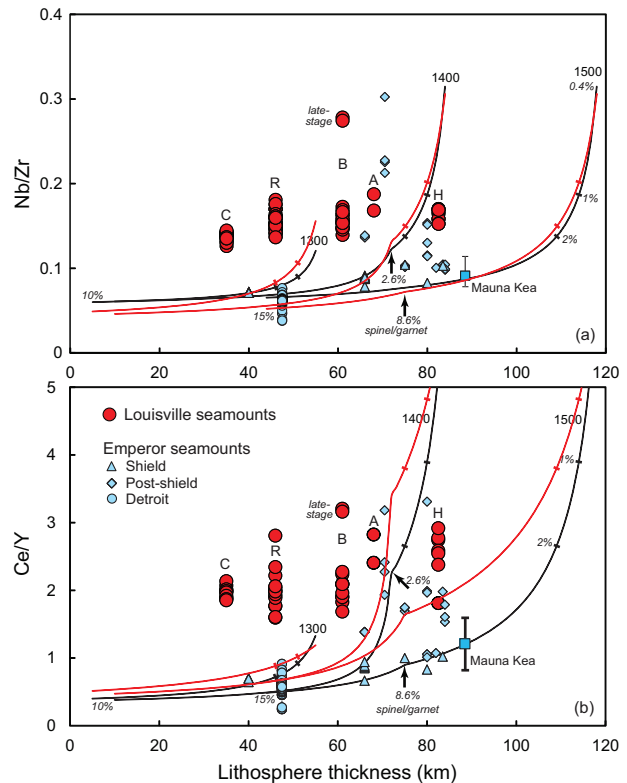 0.4
1500
0.4%
1400
0.3
late-
stage
B
Nb/Zr
0.2
R
A
H
C
1%
1300
2%
0.1
10%
2.6%
Mauna Kea
15%
8.6%
spinel/garnet
(a)
0
0 20 40 60 80 100 120
5
Louisville seamounts
1400
1500
Emperor seamounts
4
Shield
Post-shield
1%
Detroit
late-
stage
3
A
H
R
B
2%
Ce/Y
C
2.6%
2
1300
1
Mauna Kea
15%
8.6%
10%
spinel/garnet
(b)
0
0 20 40 60 80 100 120
Lithosphere thickness (km)